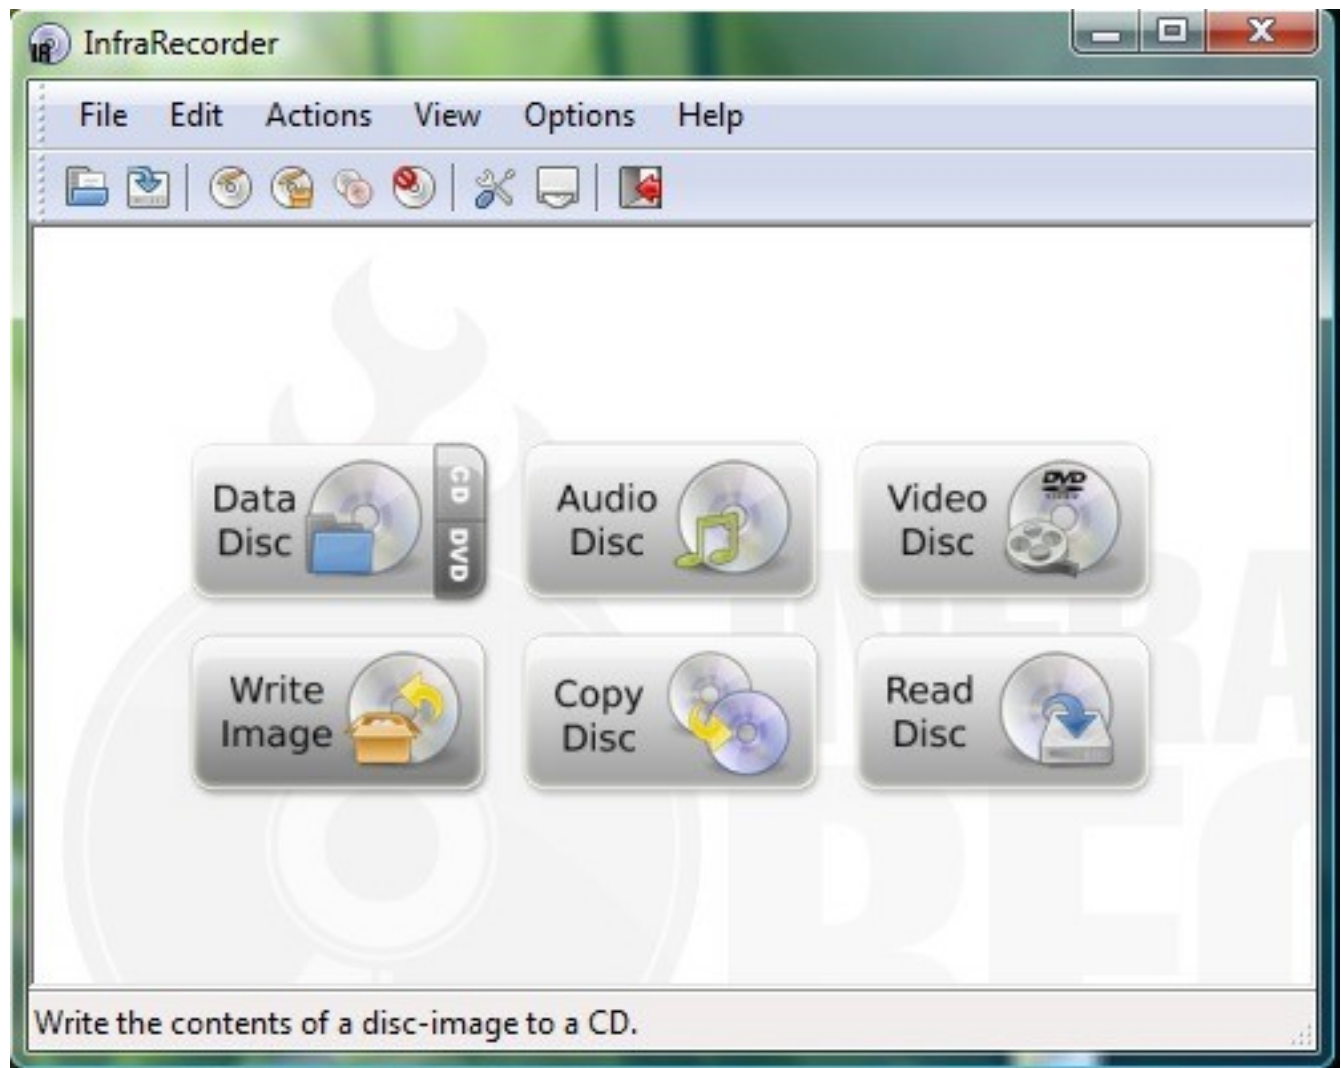 InfraRecorder
File Edit Actions View Options Help
Data Disc CD DVD
Audio Disc
Video Disc DVD
Write Image
Copy Disc
Read Disc
Write the contents of a disc-image to a CD.